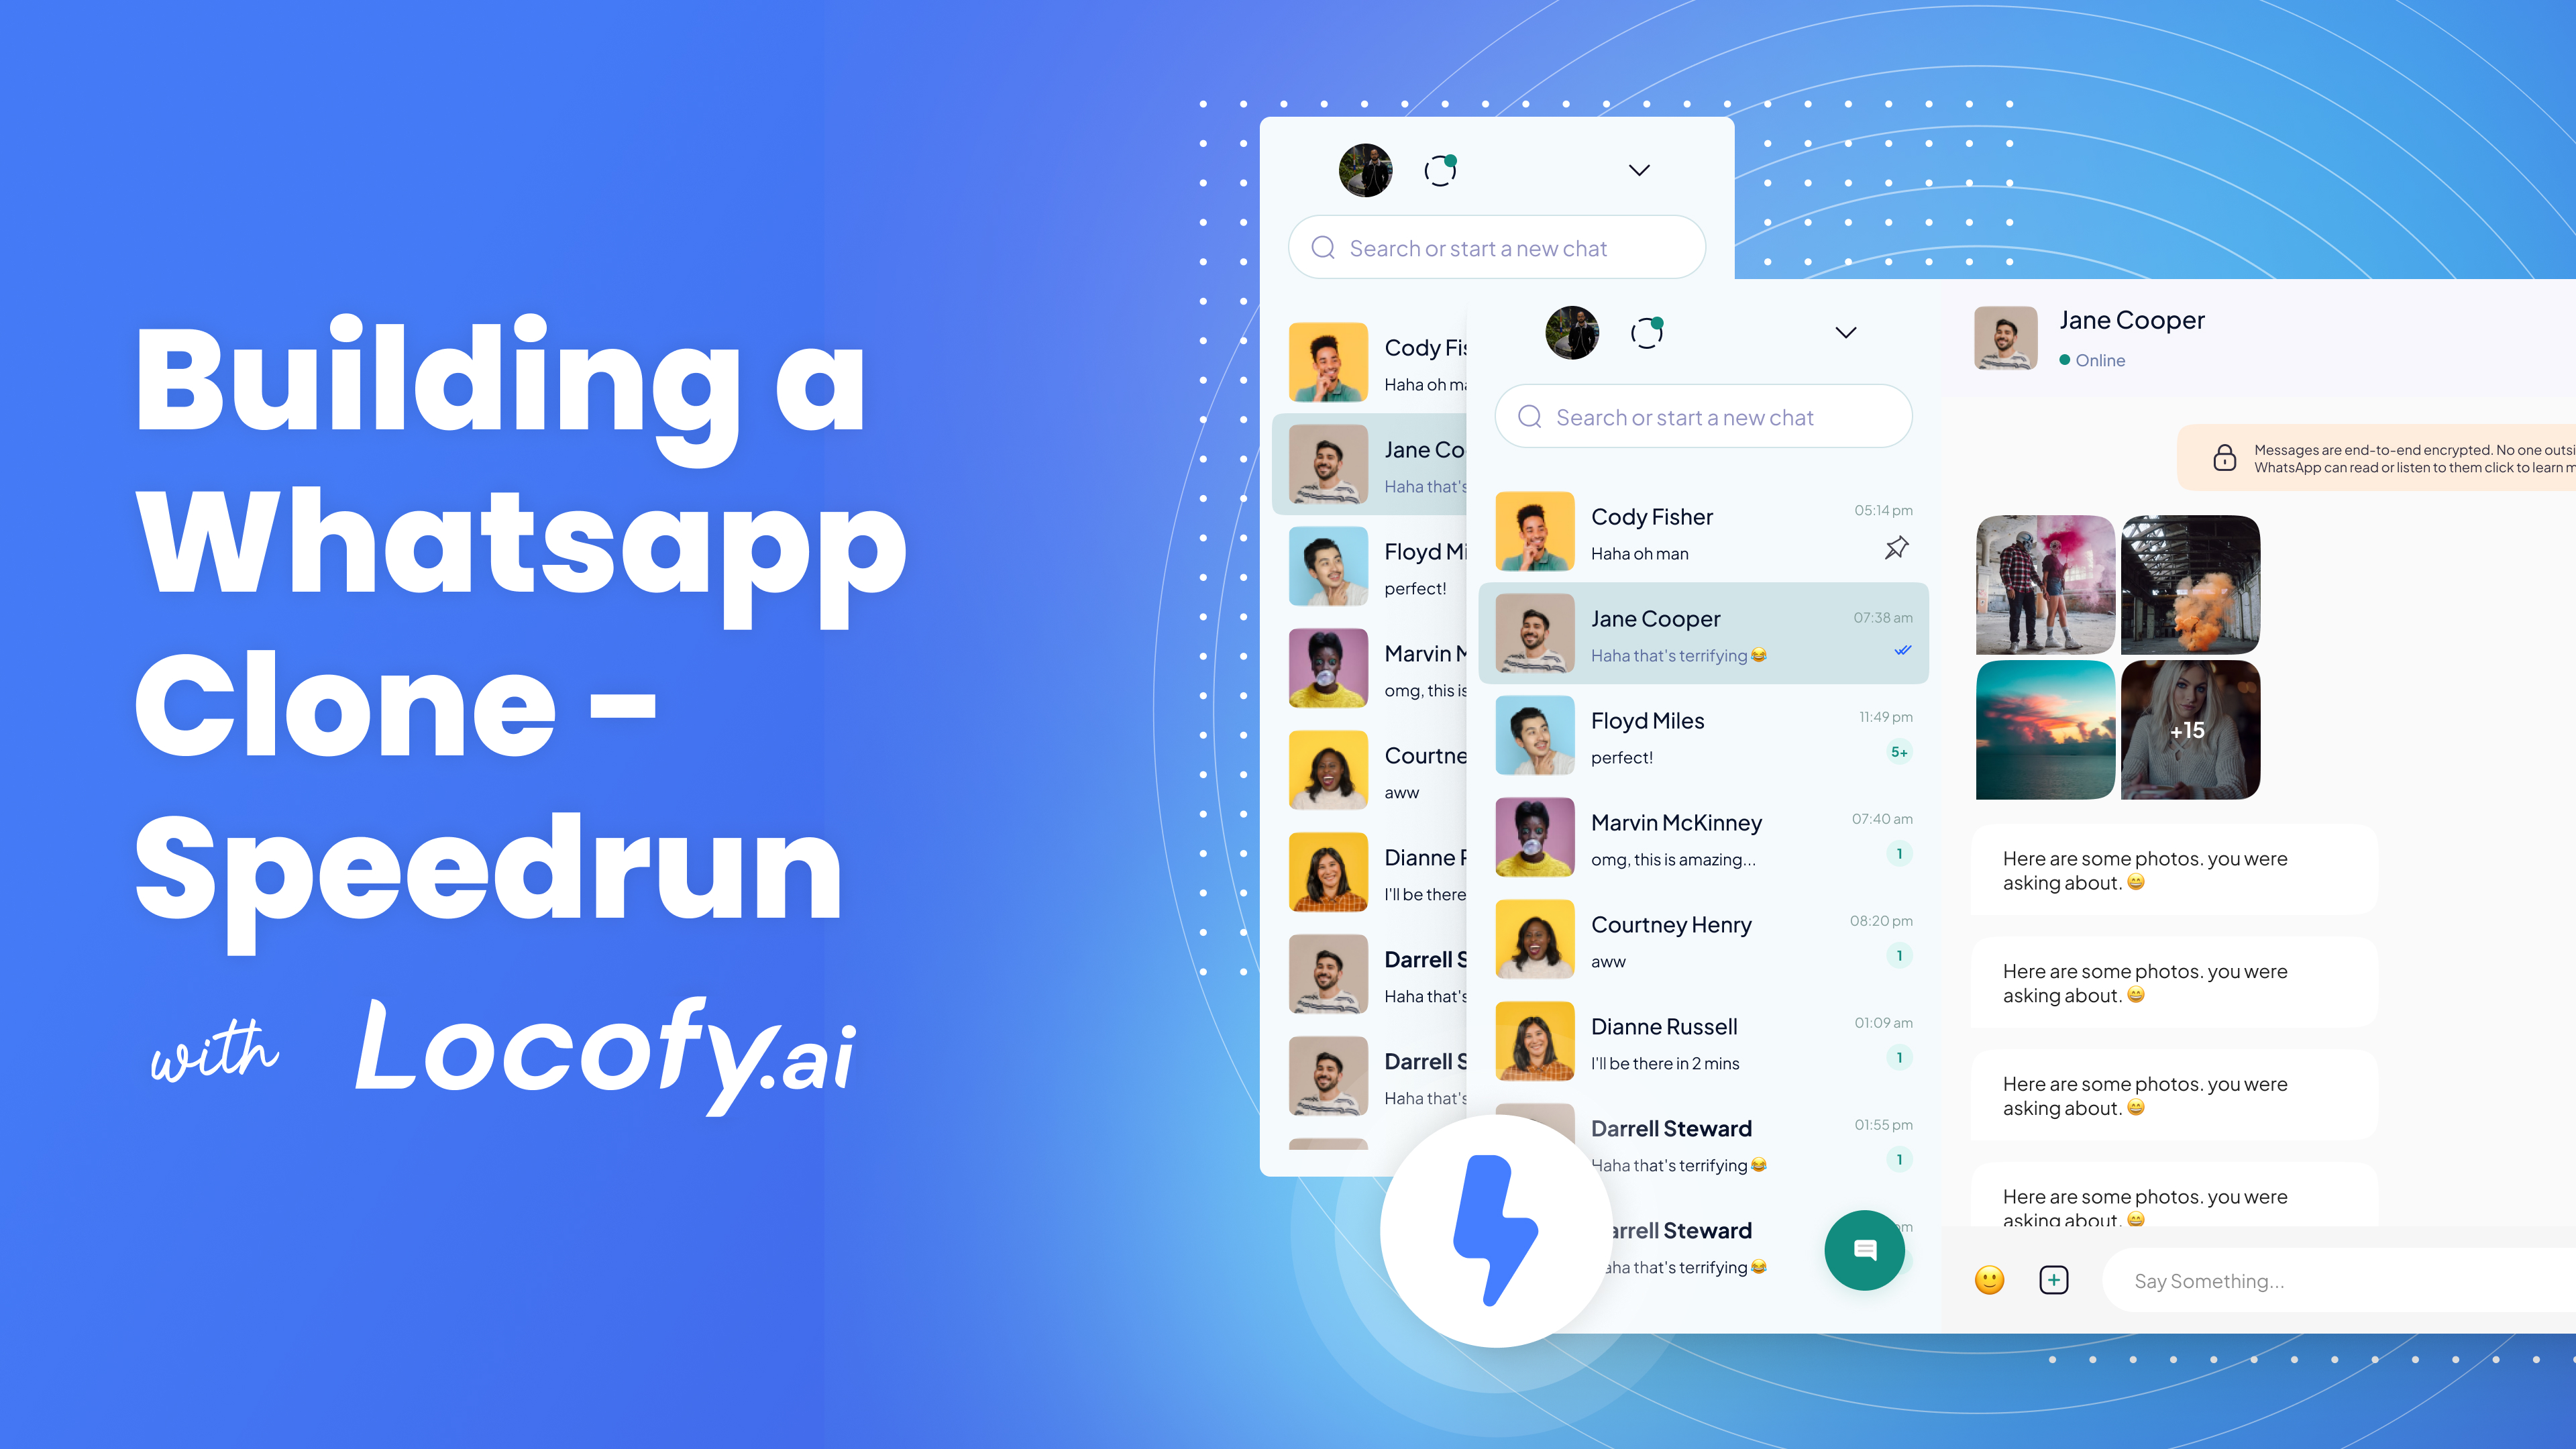 Building a
Whatsapp
Clone -
Speedrun
with Locofy.ai
Search or start a new chat
Cody Fis
Haha oh ma
Jane Co
Haha that's
Floyd Mi
perfect!
Marvin M
omg, this is
Courtne
aww
Dianne R
I'll be there
Darrell S
Haha that's
Darrell S
Haha that's
Search or start a new chat
Cody Fisher 05:14 pm
Haha oh man
Jane Cooper 07:38 am
Haha that's terrifying 😂
Floyd Miles 11:49 pm
perfect! 5+
Marvin McKinney 07:40 am
omg, this is amazing... 1
Courtney Henry 08:20 pm
aww 1
Dianne Russell 01:09 am
I'll be there in 2 mins 1
Darrell Steward 01:55 pm
Haha that's terrifying 😂 1
arrell Steward pm
aha that's terrifying 😂
Jane Cooper
Online
Messages are end-to-end encrypted. No one outsi
WhatsApp can read or listen to them click to learn m
+15
Here are some photos. you were
asking about. 😄
Here are some photos. you were
asking about. 😄
Here are some photos. you were
asking about. 😄
Here are some photos. you were
asking about. 😄
Say Something...